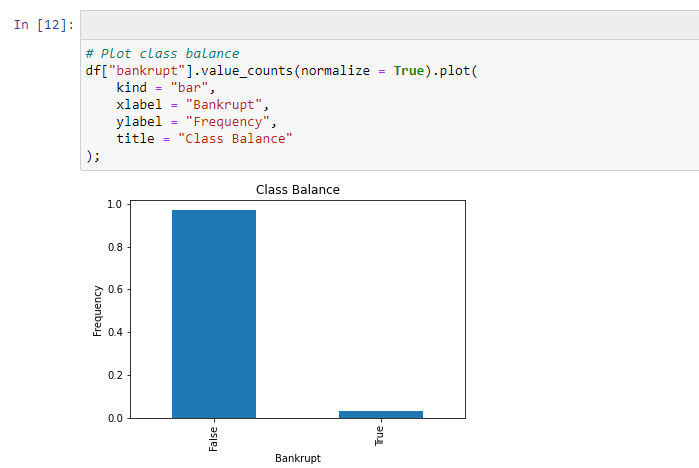 In [12]:
# Plot class balance
df["bankrupt"].value_counts(normalize = True).plot(
    kind = "bar",
    xlabel = "Bankrupt",
    ylabel = "Frequency",
    title = "Class Balance"
);
Class Balance
1.0
0.8
0.6
0.4
0.2
0.0
Frequency
False
True
Bankrupt